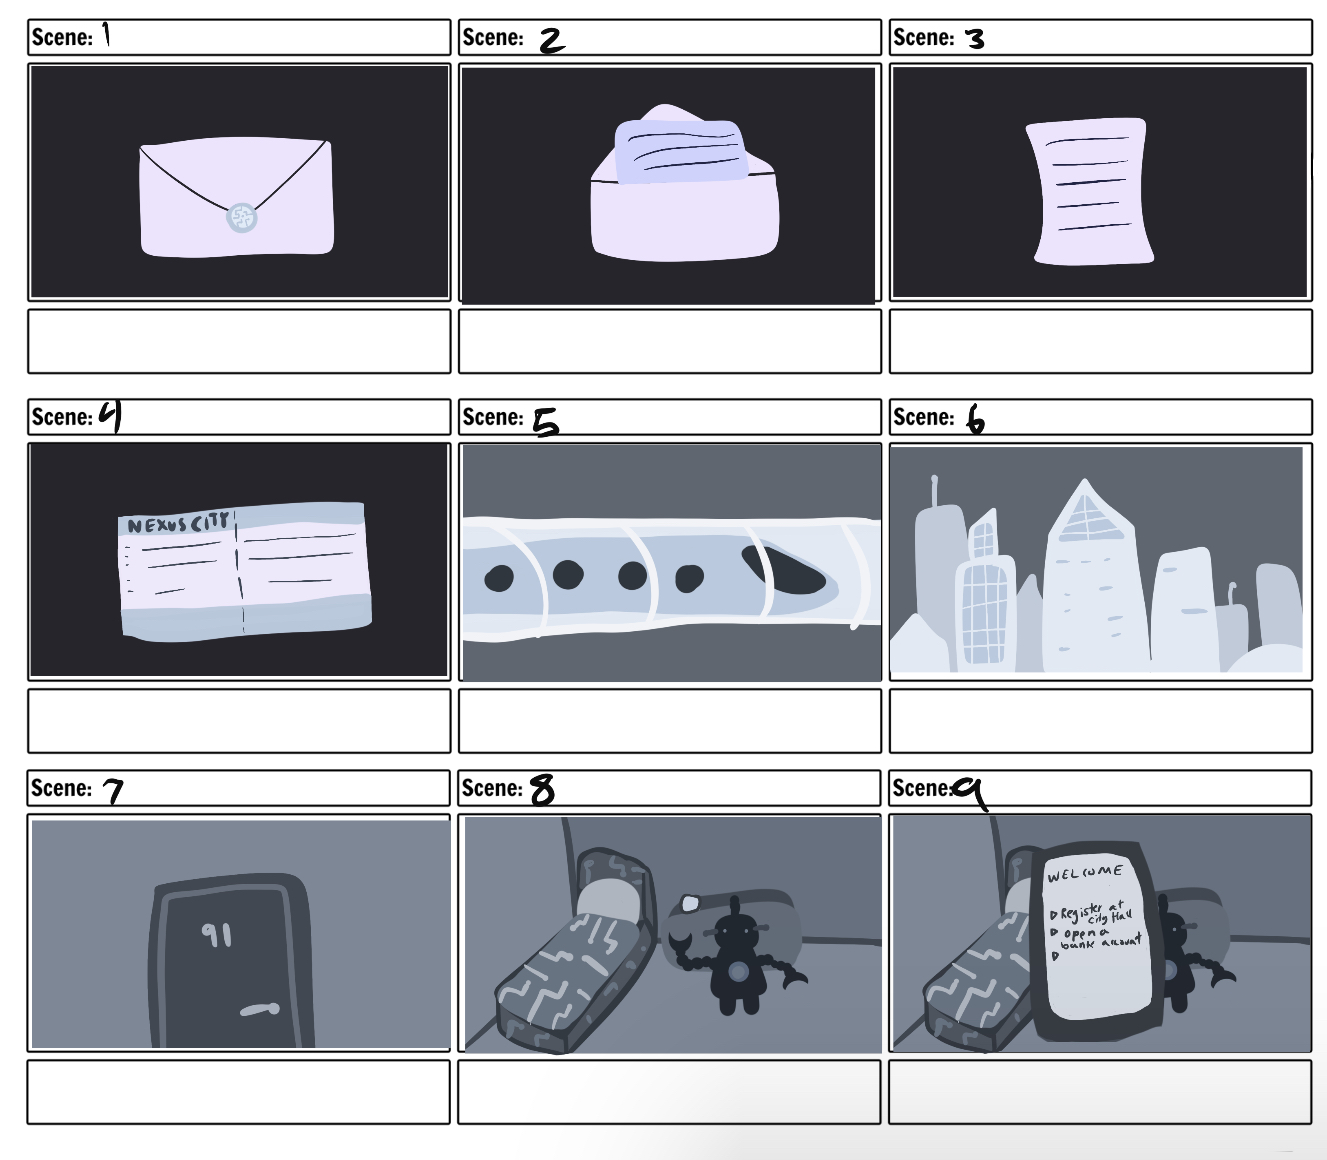 Scene: 1
Scene: 2
Scene: 3
Scene: 4
NEXUS CITY
Scene: 5
Scene: 6
Scene: 7
91
Scene: 8
Scene: 9
WELCOME
Register at
city Hall
open a
bank account